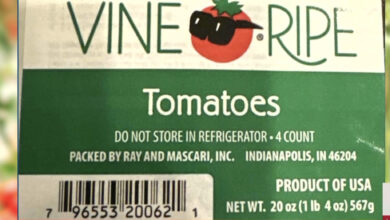 VINE RIPE®
Tomatoes
DO NOT STORE IN REFRIGERATOR • 4 COUNT
PACKED BY RAY AND MASCARI, INC. INDIANAPOLIS, IN 46204
PRODUCT OF USA
NET WT. 20 oz (1 lb 4 oz) 567g
7 96553 20062 1